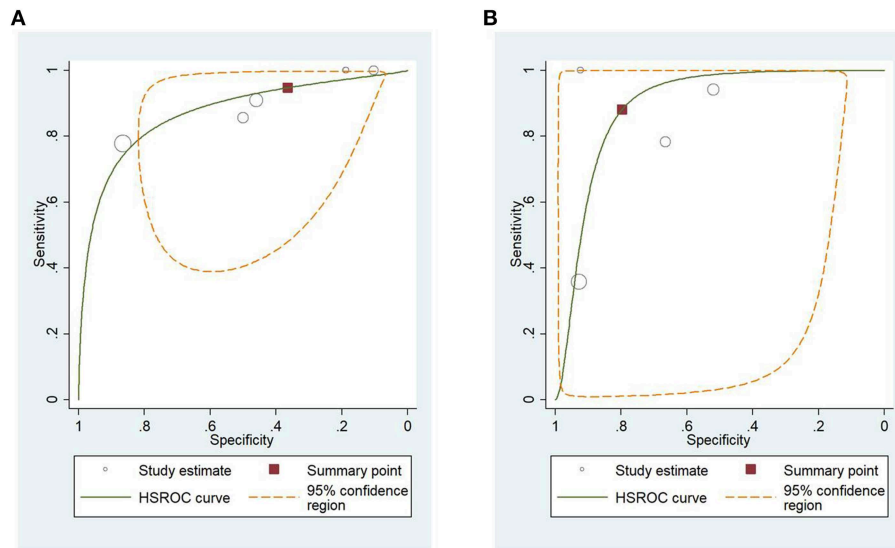 A
B
Sensitivity
0 .2 .4 .6 .8 1
1 .8 .6 .4 .2 0
Specificity
Study estimate
Summary point
HSROC curve
95% confidence
region
Sensitivity
0 .2 .4 .6 .8 1
1 .8 .6 .4 .2 0
Specificity
Study estimate
Summary point
HSROC curve
95% confidence
region